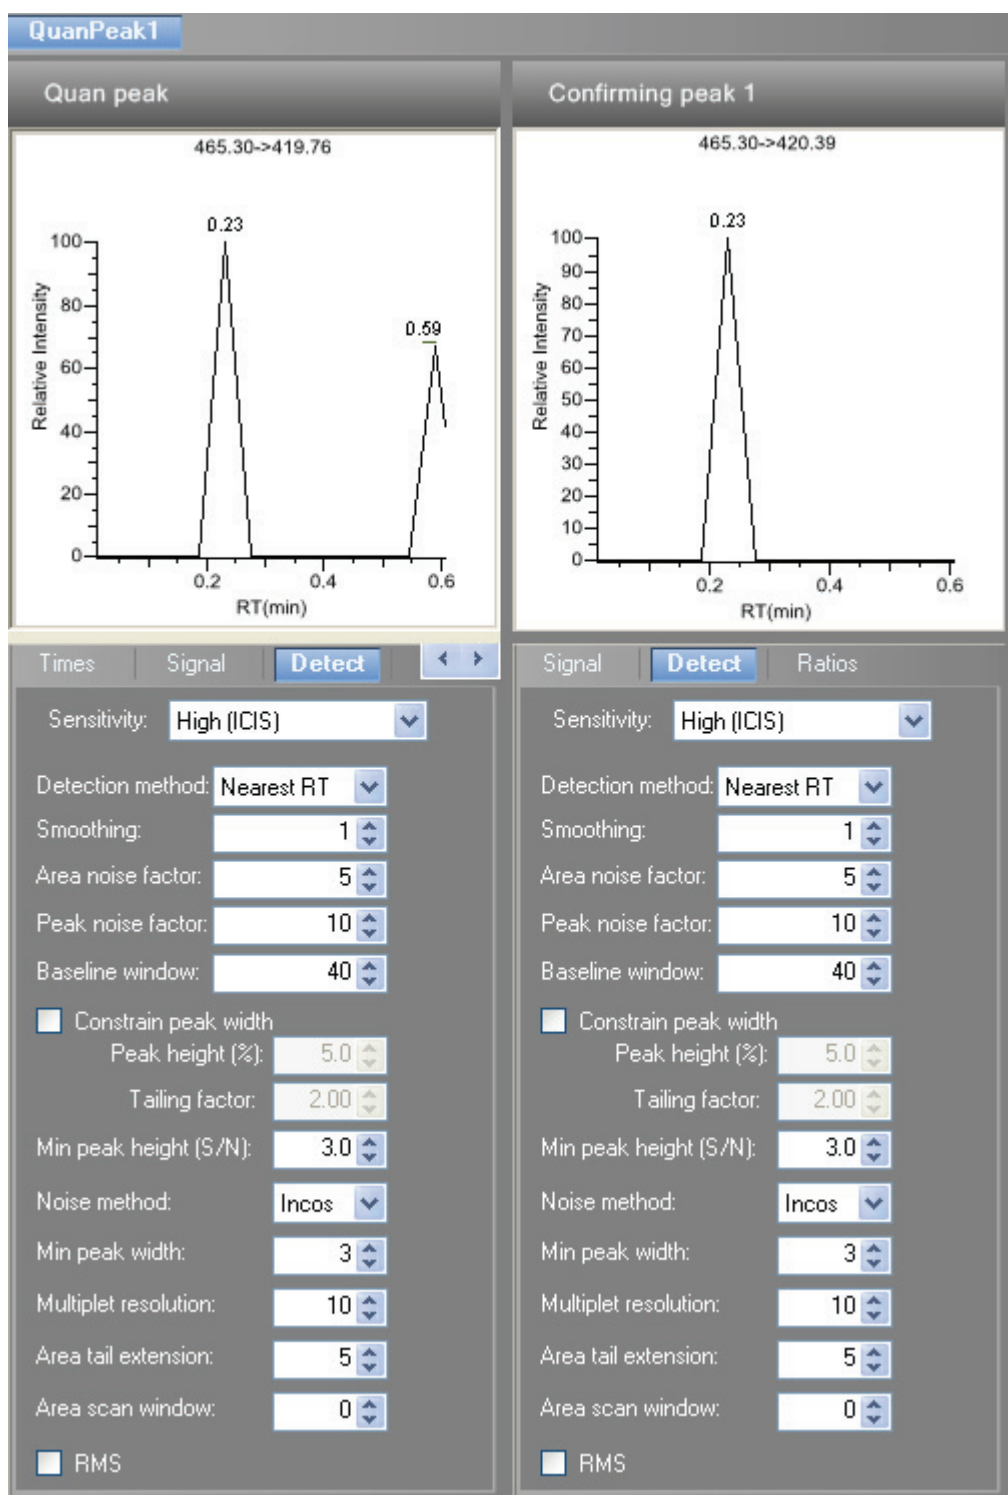 QuanPeak1
Quan peak
465.30->419.76
0.23
0.59
Relative Intensity
100
80
60
40
20
0
0.2 0.4 0.6
RT(min)
Times Signal Detect
Sensitivity: High (ICIS)
Detection method: Nearest RT
Smoothing: 1
Area noise factor: 5
Peak noise factor: 10
Baseline window: 40
Constrain peak width
Peak height (%): 5.0
Tailing factor: 2.00
Min peak height (S/N): 3.0
Noise method: Incos
Min peak width: 3
Multiplet resolution: 10
Area tail extension: 5
Area scan window: 0
RMS
Confirming peak 1
465.30->420.39
0.23
Relative Intensity
100
90
80
70
60
50
40
30
20
10
0
0.2 0.4 0.6
RT(min)
Signal Detect Ratios
Sensitivity: High (ICIS)
Detection method: Nearest RT
Smoothing: 1
Area noise factor: 5
Peak noise factor: 10
Baseline window: 40
Constrain peak width
Peak height (%): 5.0
Tailing factor: 2.00
Min peak height (S/N): 3.0
Noise method: Incos
Min peak width: 3
Multiplet resolution: 10
Area tail extension: 5
Area scan window: 0
RMS